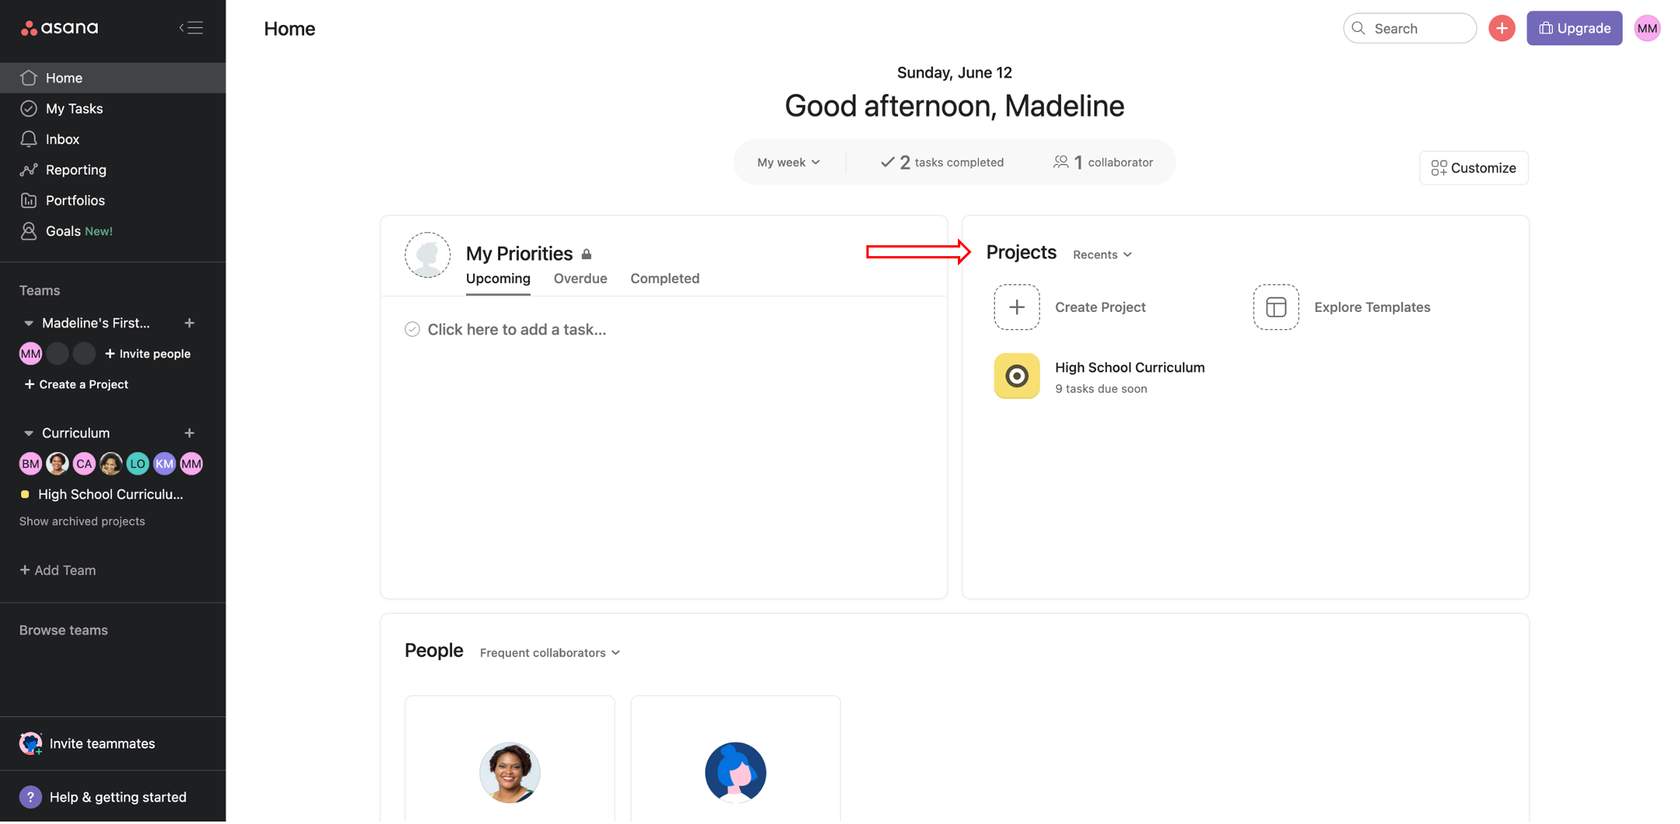 asana
Home
Search
Upgrade
MM
Home
My Tasks
Inbox
Reporting
Portfolios
Goals New!
Teams
Madeline's First...
MM
Invite people
Create a Project
Curriculum
BM CA LO KM MM
High School Curriculu...
Show archived projects
+ Add Team
Browse teams
Invite teammates
? Help & getting started
Sunday, June 12
Good afternoon, Madeline
My week
2 tasks completed
1 collaborator
Customize
My Priorities
Upcoming Overdue Completed
Click here to add a task...
Projects Recents
Create Project
Explore Templates
High School Curriculum
9 tasks due soon
People Frequent collaborators